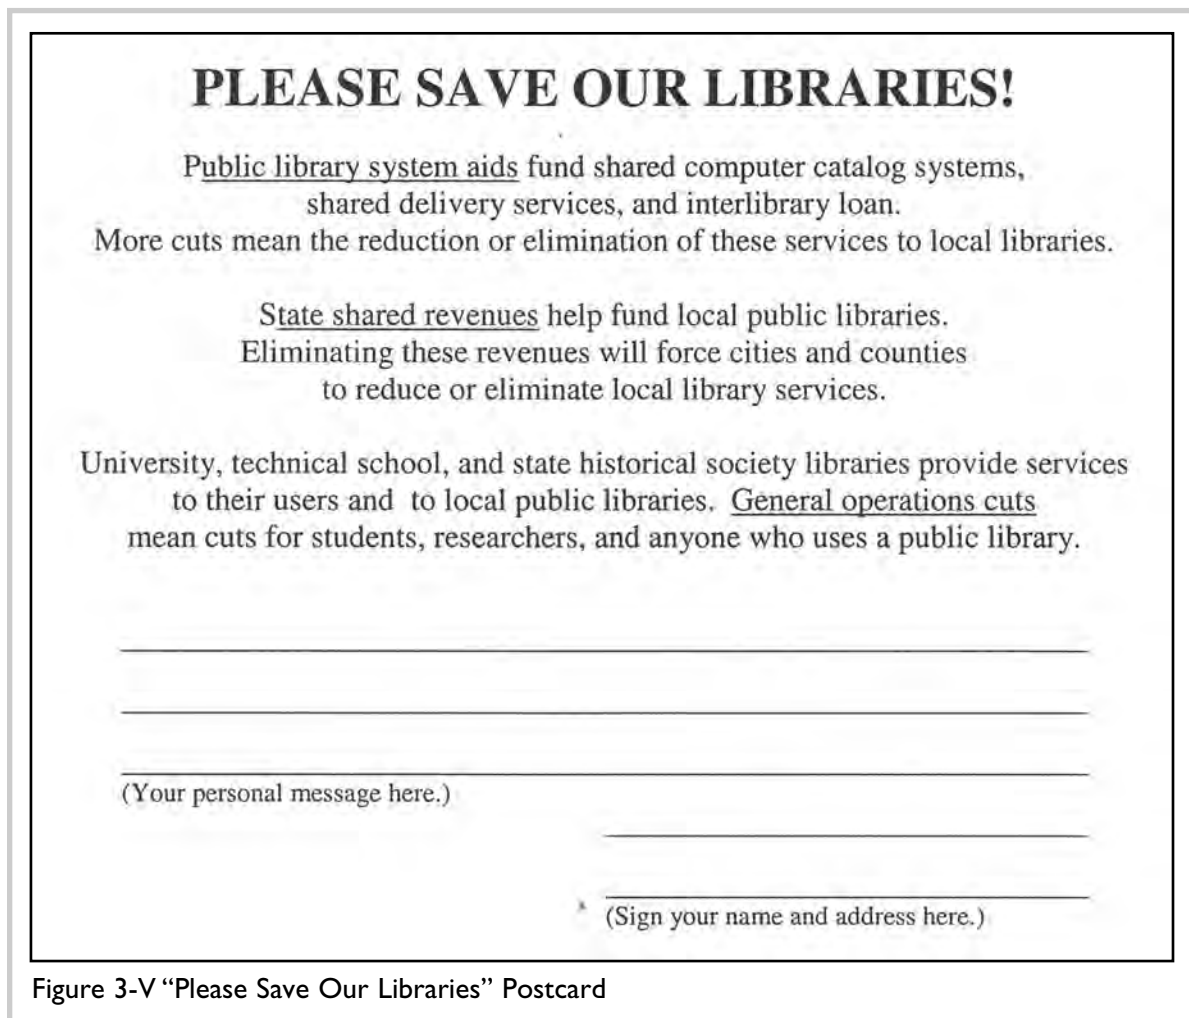 PLEASE SAVE OUR LIBRARIES!
Public library system aids fund shared computer catalog systems,
shared delivery services, and interlibrary loan.
More cuts mean the reduction or elimination of these services to local libraries.
State shared revenues help fund local public libraries.
Eliminating these revenues will force cities and counties
to reduce or eliminate local library services.
University, technical school, and state historical society libraries provide services
to their users and to local public libraries. General operations cuts
mean cuts for students, researchers, and anyone who uses a public library.
(Your personal message here.)
(Sign your name and address here.)
Figure 3-V “Please Save Our Libraries” Postcard